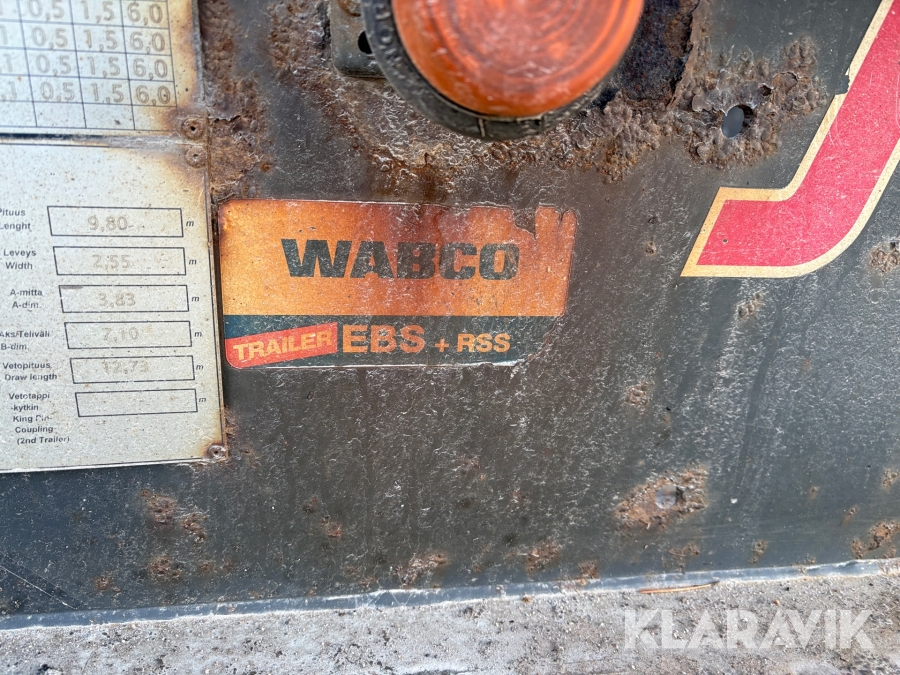 1,5 6,0
0,5 1,5 6,0
0,5 1,5 6,0
0,5 1,5 6,0
Pituus
Lenght
9,80
m
Leveys
Width
2,55
m
A-mitta
A-dim.
3,83
m
Aks/Teliväli
B-dim.
7,10
m
Vetopituus
Draw length
12,73
m
Vetotappi
-kytkin
King Pin-
Coupling
(2nd Trailer)
m
WABCO
TRAILER EBS + RSS
KLARAVIK